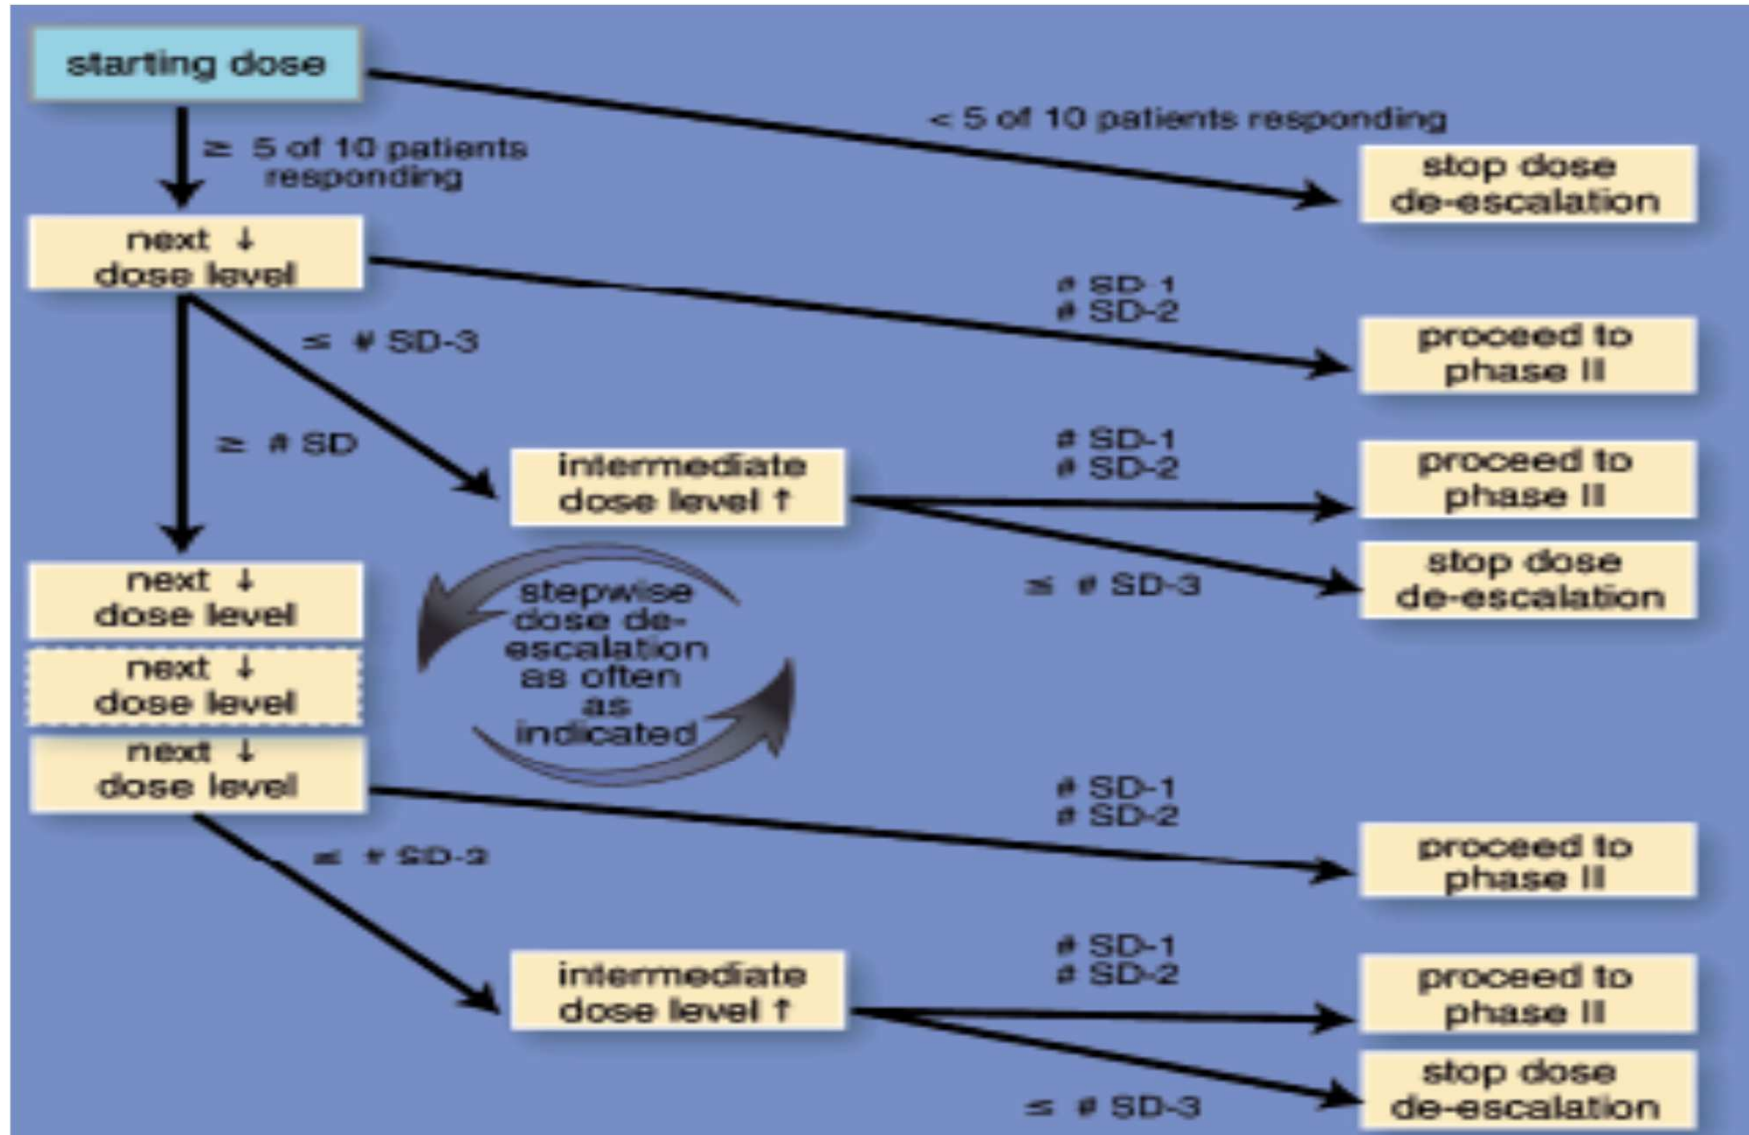 starting dose
< 5 of 10 patients responding
≥ 5 of 10 patients
responding
stop dose
de-escalation
next ↓
dose level
# SD-1
# SD-2
proceed to
phase II
≤ # SD-3
≥ # SD
intermediate
dose level ↑
# SD-1
# SD-2
proceed to
phase II
≤ # SD-3
stop dose
de-escalation
next ↓
dose level
next ↓
dose level
next ↓
dose level
stepwise
dose de-
escalation
as often
as
indicated
# SD-1
# SD-2
proceed to
phase II
≤ # SD-3
intermediate
dose level ↑
# SD-1
# SD-2
proceed to
phase II
≤ # SD-3
stop dose
de-escalation